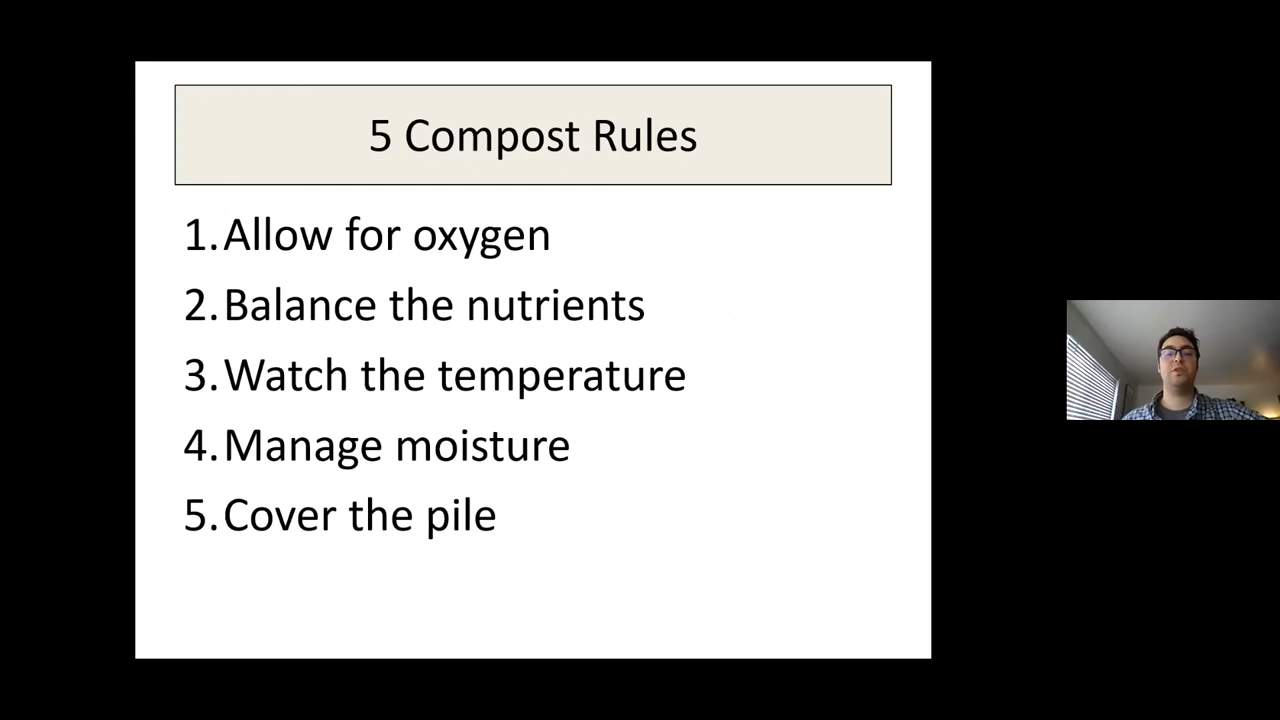 5 Compost Rules
1. Allow for oxygen
2. Balance the nutrients
3. Watch the temperature
4. Manage moisture
5. Cover the pile